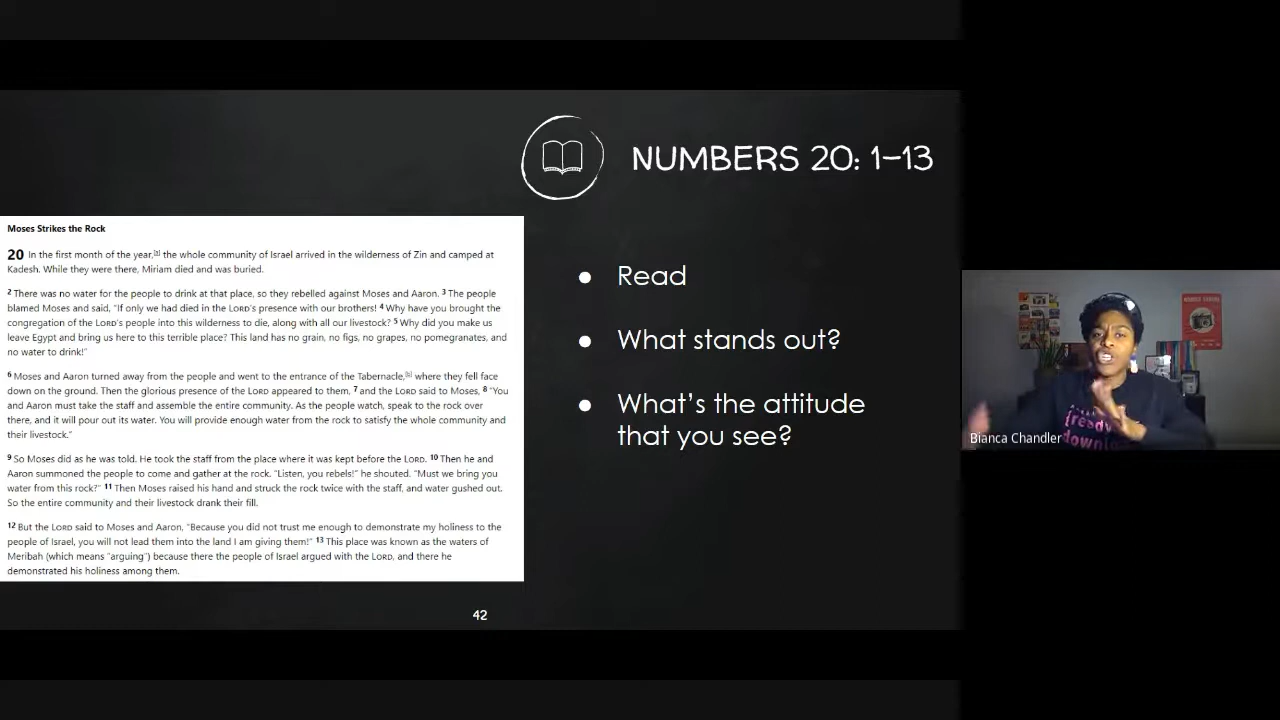 NUMBERS 20: 1–13
Moses Strikes the Rock
20 In the first month of the year,[a] the whole community of Israel arrived in the wilderness of Zin and camped at
Kadesh. While they were there, Miriam died and was buried.
2 There was no water for the people to drink at that place, so they rebelled against Moses and Aaron. 3 The people
blamed Moses and said, “If only we had died in the LORD’s presence with our brothers! 4 Why have you brought the
congregation of the LORD’s people into this wilderness to die, along with all our livestock? 5 Why did you make us
leave Egypt and bring us here to this terrible place? This land has no grain, no figs, no grapes, no pomegranates, and
no water to drink!”
6 Moses and Aaron turned away from the people and went to the entrance of the Tabernacle,[b] where they fell face
down on the ground. Then the glorious presence of the LORD appeared to them, 7 and the LORD said to Moses, 8 “You
and Aaron must take the staff and assemble the entire community. As the people watch, speak to the rock over
there, and it will pour out its water. You will provide enough water from the rock to satisfy the whole community and
their livestock.”
9 So Moses did as he was told. He took the staff from the place where it was kept before the LORD. 10 Then he and
Aaron summoned the people to come and gather at the rock. “Listen, you rebels!” he shouted. “Must we bring you
water from this rock?” 11 Then Moses raised his hand and struck the rock twice with the staff, and water gushed out.
So the entire community and their livestock drank their fill.
12 But the LORD said to Moses and Aaron, “Because you did not trust me enough to demonstrate my holiness to the
people of Israel, you will not lead them into the land I am giving them!” 13 This place was known as the waters of
Meribah (which means “arguing”) because there the people of Israel argued with the LORD, and there he
demonstrated his holiness among them.
● Read
● What stands out?
● What’s the attitude
that you see?
42
Bianca Chandler